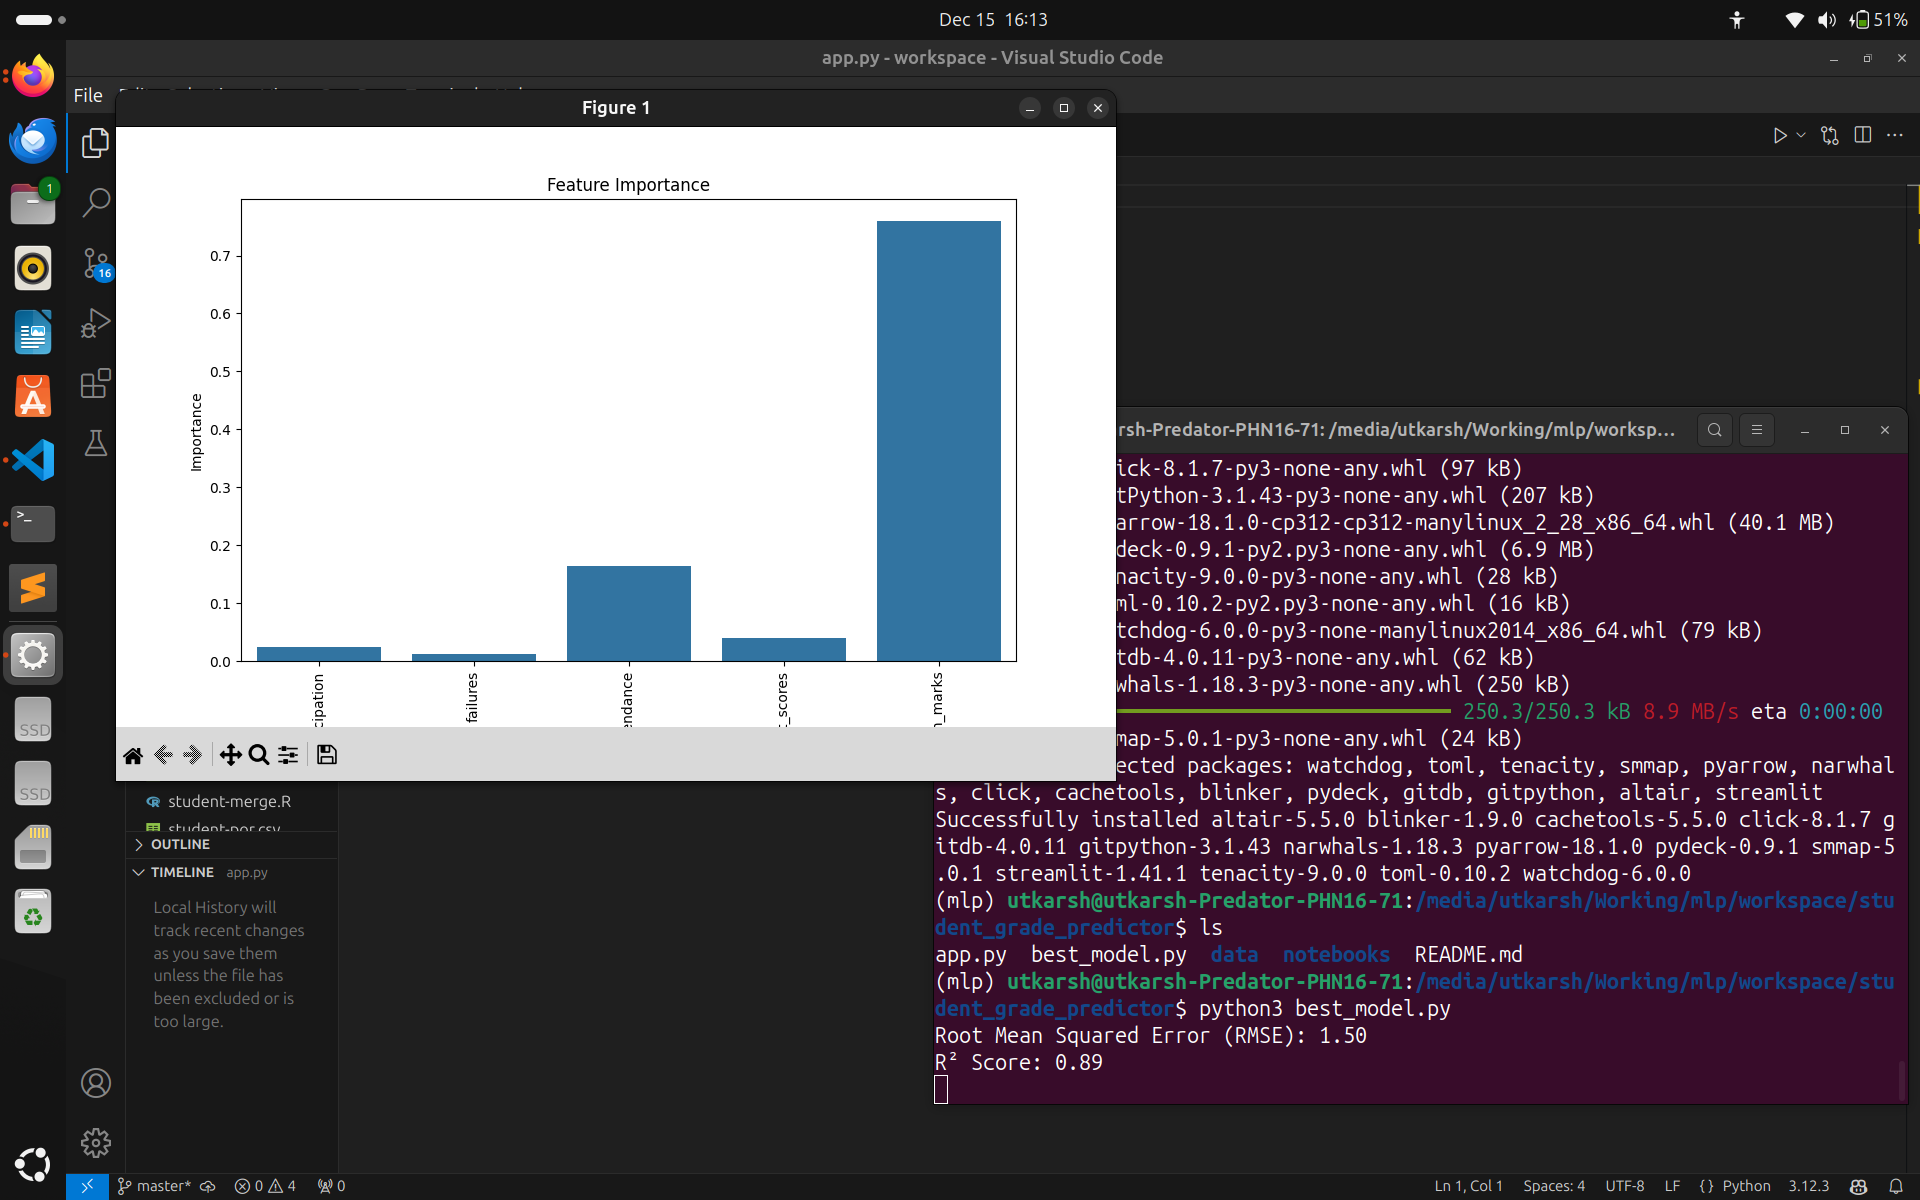 Dec 15 16:13
51%
app.py - workspace - Visual Studio Code
File
Figure 1
Feature Importance
Importance
0.7
0.6
0.5
0.4
0.3
0.2
0.1
0.0
cipation
failures
endance
_scores
_marks
16
1
SSD
SSD
student-merge.R
student-por.csv
OUTLINE
TIMELINE app.py
Local History will
track recent changes
as you save them
unless the file has
been excluded or is
too large.
rsh-Predator-PHN16-71: /media/utkarsh/Working/mlp/worksp...
ick-8.1.7-py3-none-any.whl (97 kB)
tPython-3.1.43-py3-none-any.whl (207 kB)
arrow-18.1.0-cp312-cp312-manylinux_2_28_x86_64.whl (40.1 MB)
deck-0.9.1-py2.py3-none-any.whl (6.9 MB)
nacity-9.0.0-py3-none-any.whl (28 kB)
ml-0.10.2-py2.py3-none-any.whl (16 kB)
tchdog-6.0.0-py3-none-manylinux2014_x86_64.whl (79 kB)
tdb-4.0.11-py3-none-any.whl (62 kB)
whals-1.18.3-py3-none-any.whl (250 kB)
250.3/250.3 kB 8.9 MB/s eta 0:00:00
map-5.0.1-py3-none-any.whl (24 kB)
ected packages: watchdog, toml, tenacity, smmap, pyarrow, narwhal
s, click, cachetools, blinker, pydeck, gitdb, gitpython, altair, streamlit
Successfully installed altair-5.5.0 blinker-1.9.0 cachetools-5.5.0 click-8.1.7 g
itdb-4.0.11 gitpython-3.1.43 narwhals-1.18.3 pyarrow-18.1.0 pydeck-0.9.1 smmap-5
.0.1 streamlit-1.41.1 tenacity-9.0.0 toml-0.10.2 watchdog-6.0.0
(mlp) utkarsh@utkarsh-Predator-PHN16-71:/media/utkarsh/Working/mlp/workspace/stu
dent_grade_predictor$ ls
app.py best_model.py data notebooks README.md
(mlp) utkarsh@utkarsh-Predator-PHN16-71:/media/utkarsh/Working/mlp/workspace/stu
dent_grade_predictor$ python3 best_model.py
Root Mean Squared Error (RMSE): 1.50
R² Score: 0.89
master* 0 4 0
Ln 1, Col 1 Spaces: 4 UTF-8 LF {} Python 3.12.3